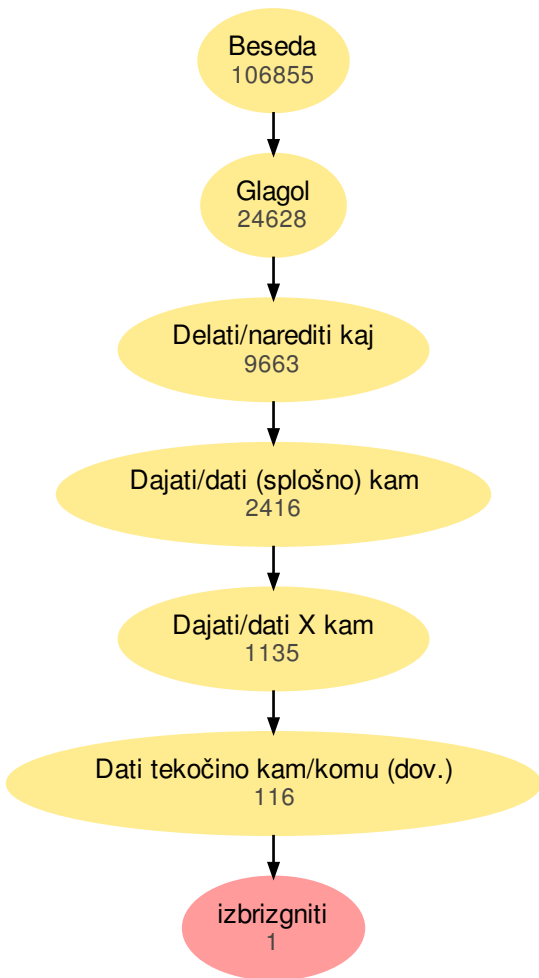 Beseda
106855
Glagol
24628
Delati/narediti kaj
9663
Dajati/dati (splošno) kam
2416
Dajati/dati X kam
1135
Dati tekočino kam/komu (dov.)
116
izbrizgniti
1